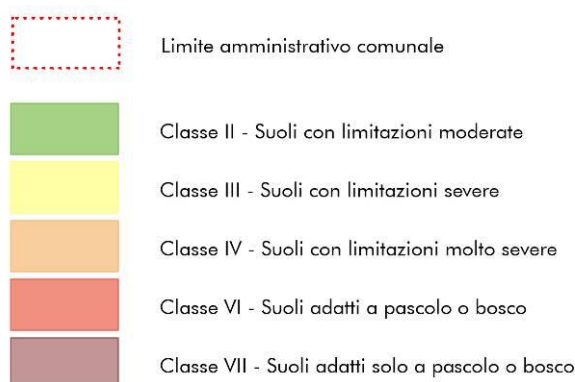 Limite amministrativo comunale
Classe II - Suoli con limitazioni moderate
Classe III - Suoli con limitazioni severe
Classe IV - Suoli con limitazioni molto severe
Classe VI - Suoli adatti a pascolo o bosco
Classe VII - Suoli adatti solo a pascolo o bosco